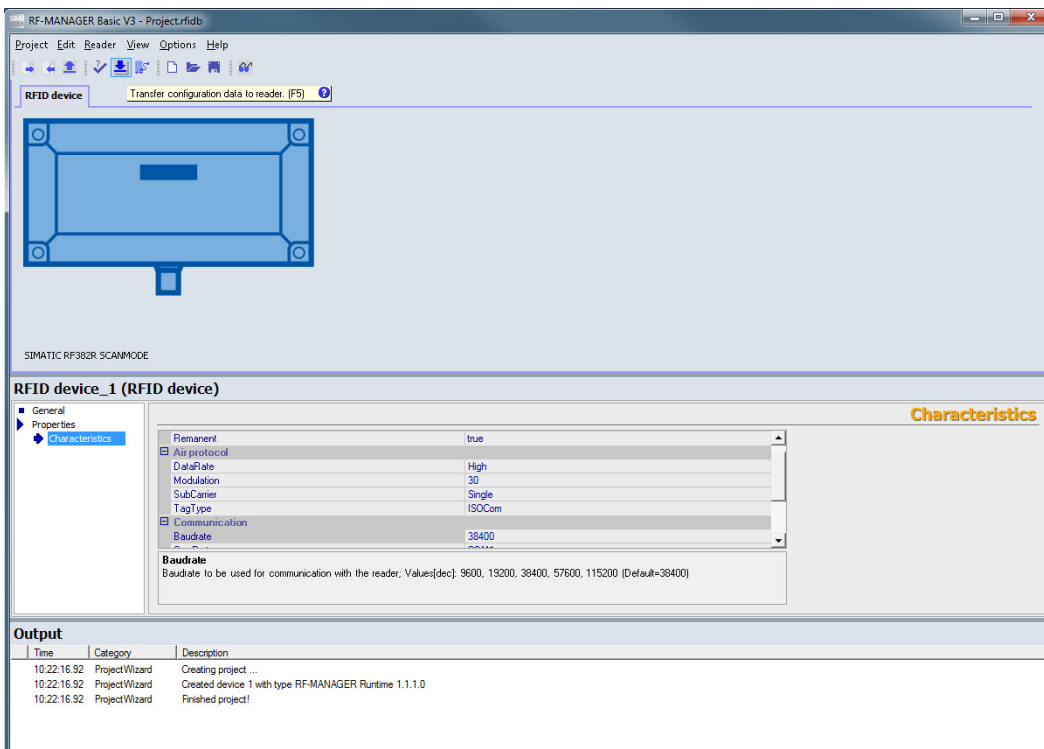 RF-MANAGER Basic V3 - Project.rfidb
Project Edit Reader View Options Help
RFID device
Transfer configuration data to reader. (F5)
SIMATIC RF382R SCANMODE
RFID device_1 (RFID device)
General
Properties
Characteristics
Characteristics
Remanent true
Air protocol
DataRate High
Modulation 30
SubCarrier Single
TagType ISOCom
Communication
Baudrate 38400
Baudrate
Baudrate to be used for communication with the reader; Values[dec]: 9600, 19200, 38400, 57600, 115200 (Default=38400)
Output
Time Category Description
10:22:16.92 ProjectWizard Creating project ...
10:22:16.92 ProjectWizard Created device 1 with type RF-MANAGER Runtime 1.1.1.0
10:22:16.92 ProjectWizard Finished project!